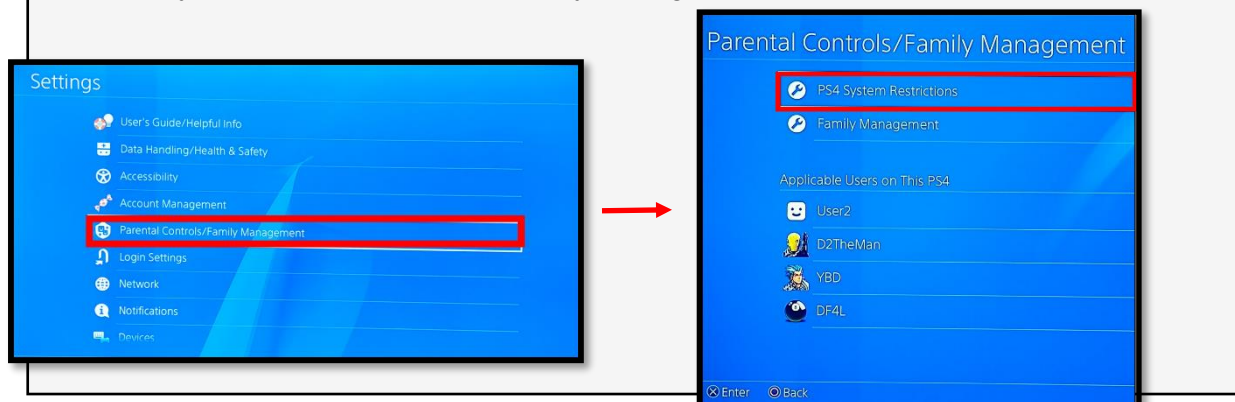 Settings
User's Guide/Helpful Info
Data Handling/Health & Safety
Accessibility
Account Management
Parental Controls/Family Management
Login Settings
Network
Notifications
Devices
Parental Controls/Family Management
PS4 System Restrictions
Family Management
Applicable Users on This PS4
User2
D2TheMan
YBD
DF4L
Enter Back